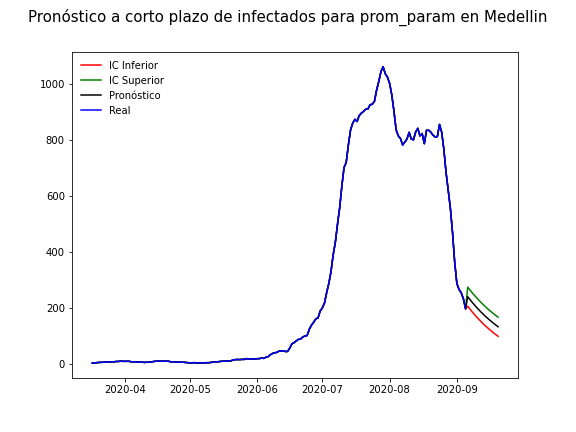 Pronóstico a corto plazo de infectados para prom_param en Medellin
IC Inferior
IC Superior
Pronóstico
Real
1000
800
600
400
200
0
2020-04 2020-05 2020-06 2020-07 2020-08 2020-09